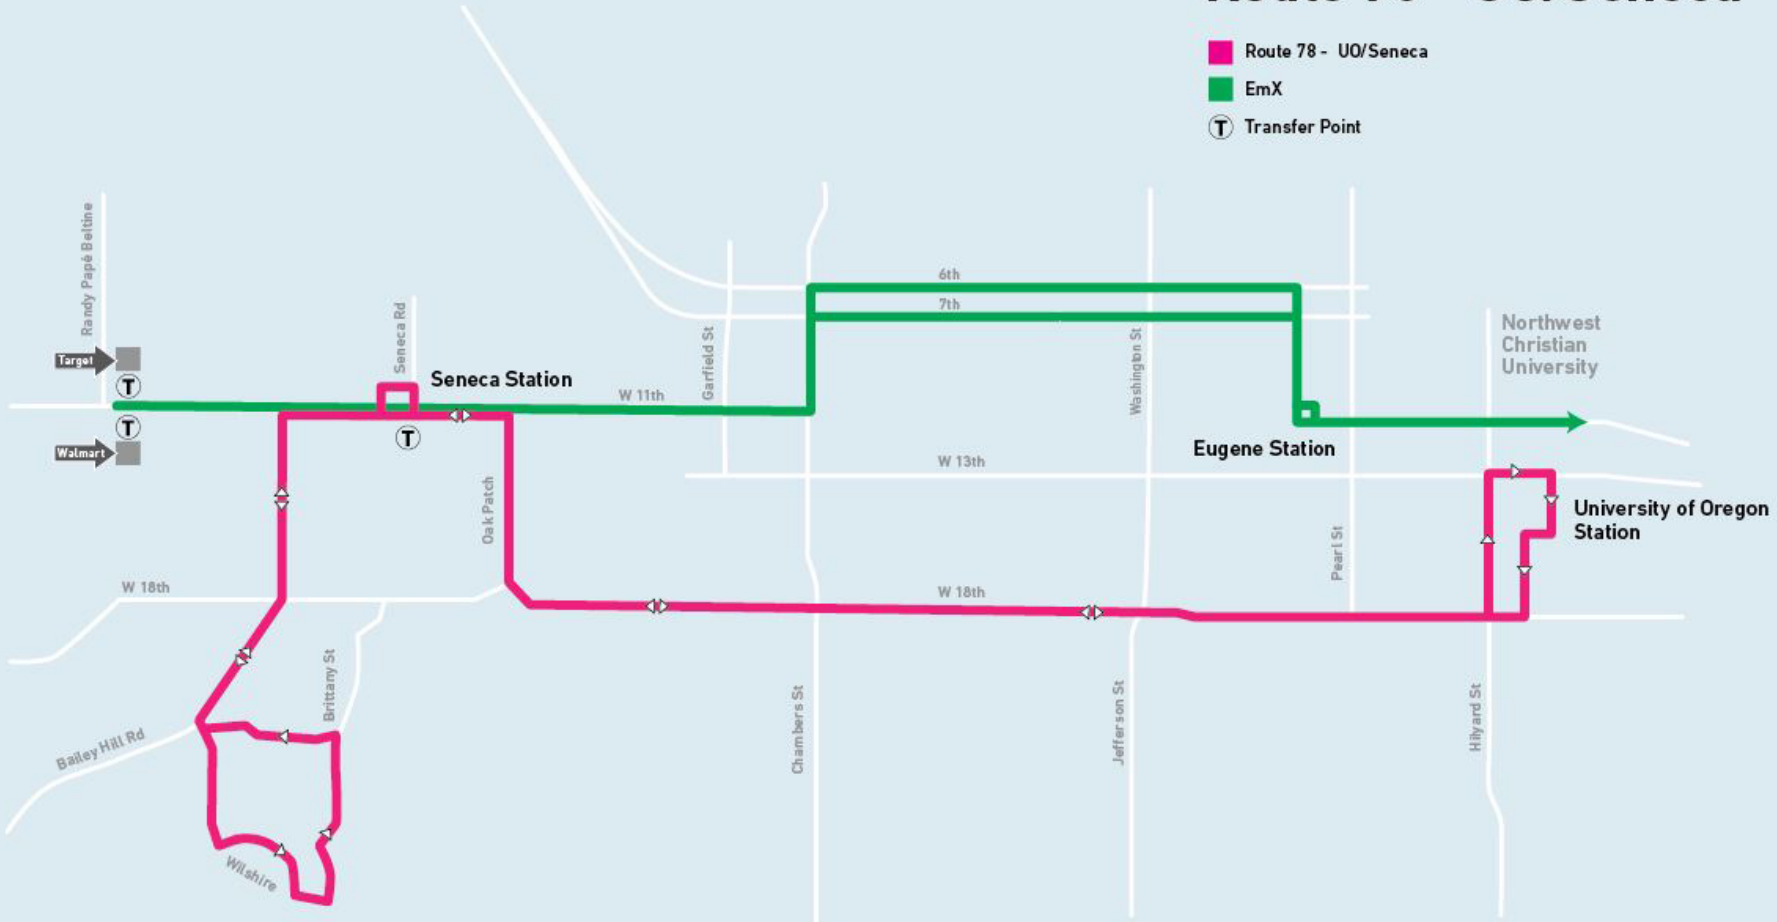 Route 78 - UO/Seneca
EmX
T Transfer Point
Randy Papé Beltine
Target
T
T
Walmart
Seneca Rd
Seneca Station
T
W 11th
Garfield St
6th
7th
Washington St
Northwest
Christian
University
Eugene Station
W 13th
Oak Patch
Pearl St
University of Oregon
Station
W 18th
W 18th
Brittany St
Bailey Hill Rd
Wilshire
Chambers St
Jefferson St
Hilyard St